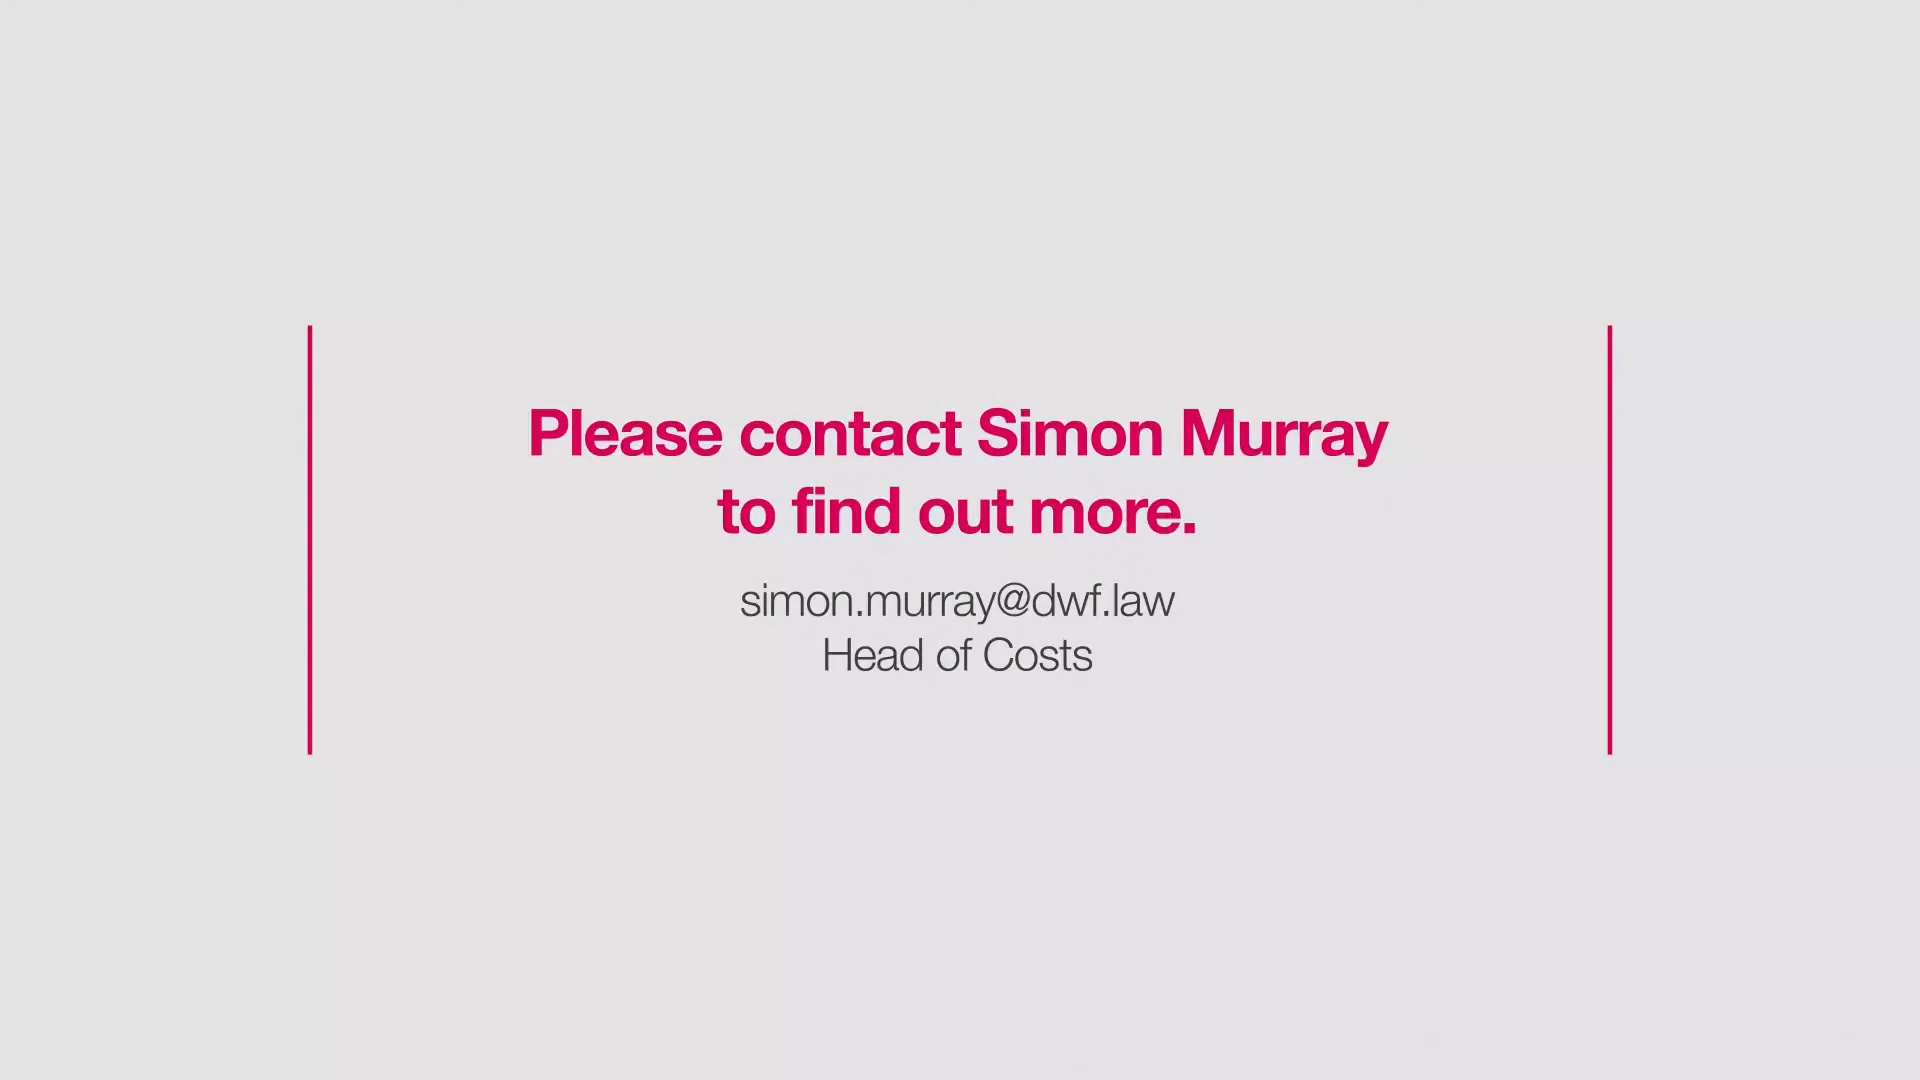 Please contact Simon Murray
to find out more.
simon.murray@dwf.law
Head of Costs